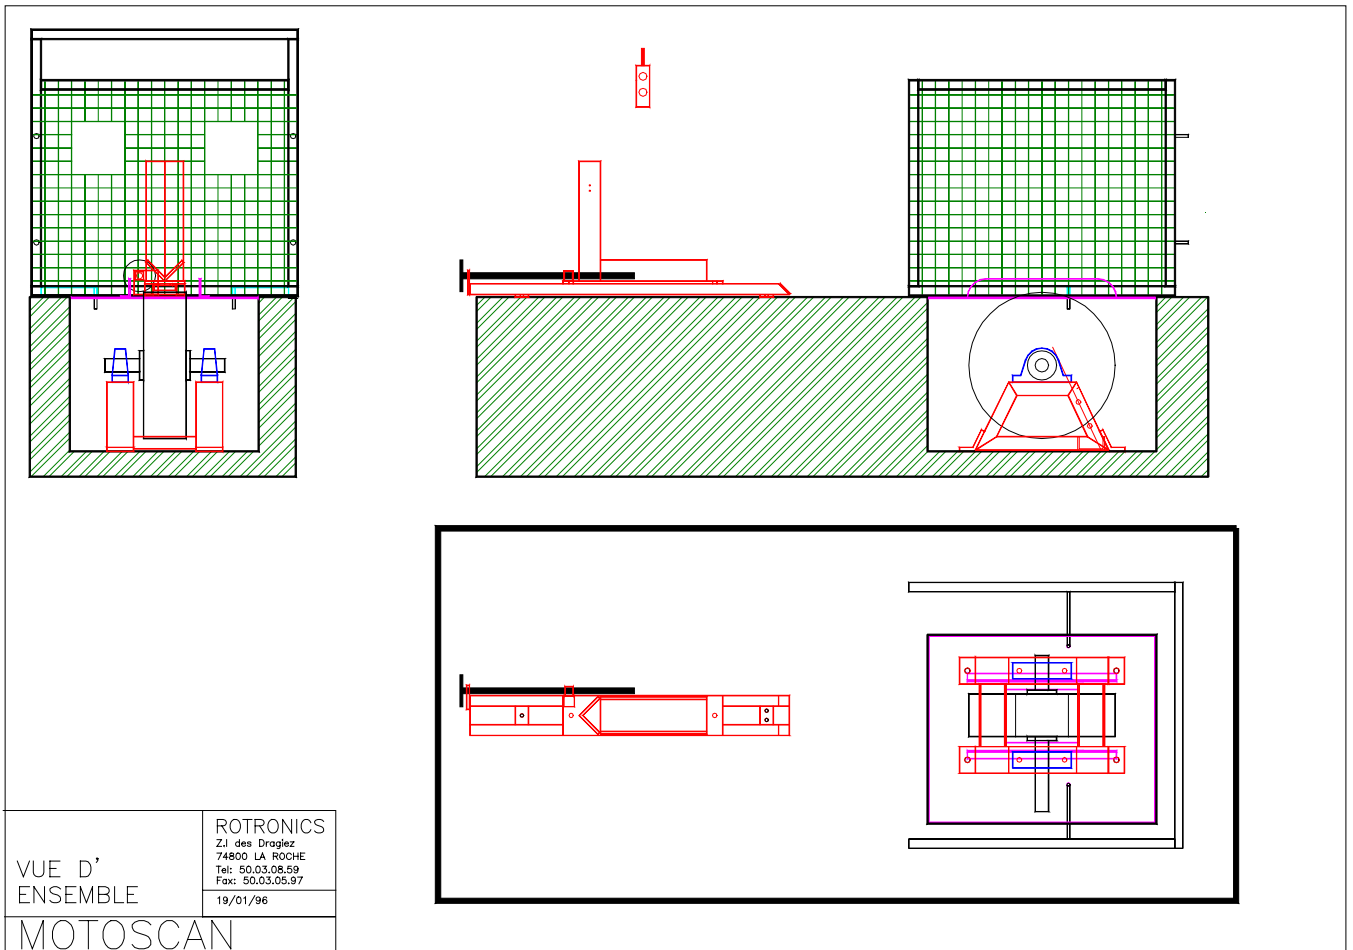 VUE D'
ENSEMBLE
ROTRONICS
Z.I des Dragiez
74800 LA ROCHE
Tel: 50.03.08.59
Fax: 50.03.05.97
19/01/96
MOTOSCAN